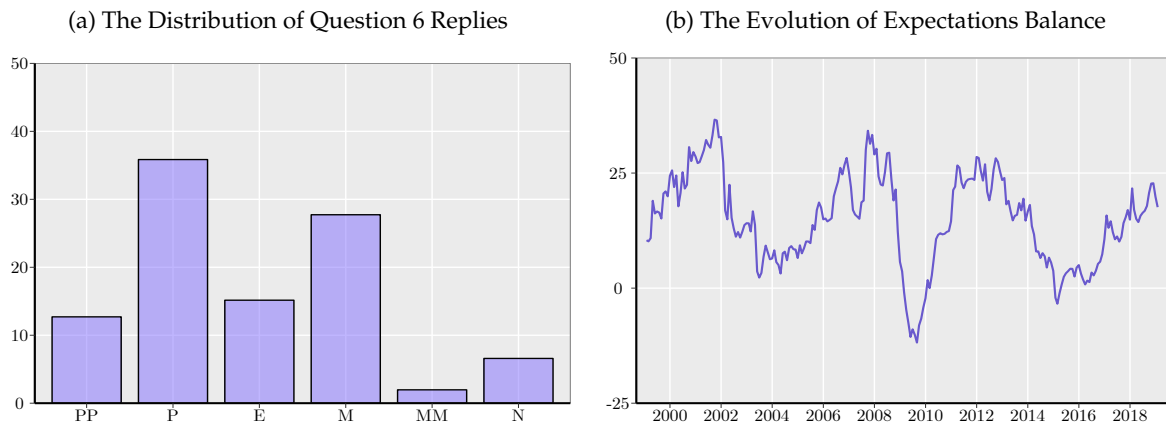 (a) The Distribution of Question 6 Replies
50
40
30
20
10
0
PP P E M MM N
(b) The Evolution of Expectations Balance
50
25
0
-25
2000 2002 2004 2006 2008 2010 2012 2014 2016 2018